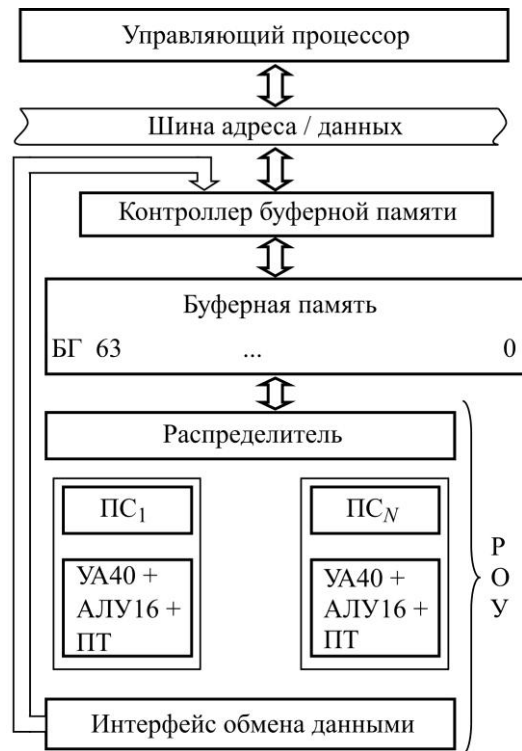 Управляющий процессор
Шина адреса / данных
Контроллер буферной памяти
Буферная память
БГ 63 ... 0
Распределитель
ПС1 ПСN
УА40 + УА40 +
АЛУ16 + АЛУ16 +
ПТ ПТ
Р
О
У
Интерфейс обмена данными